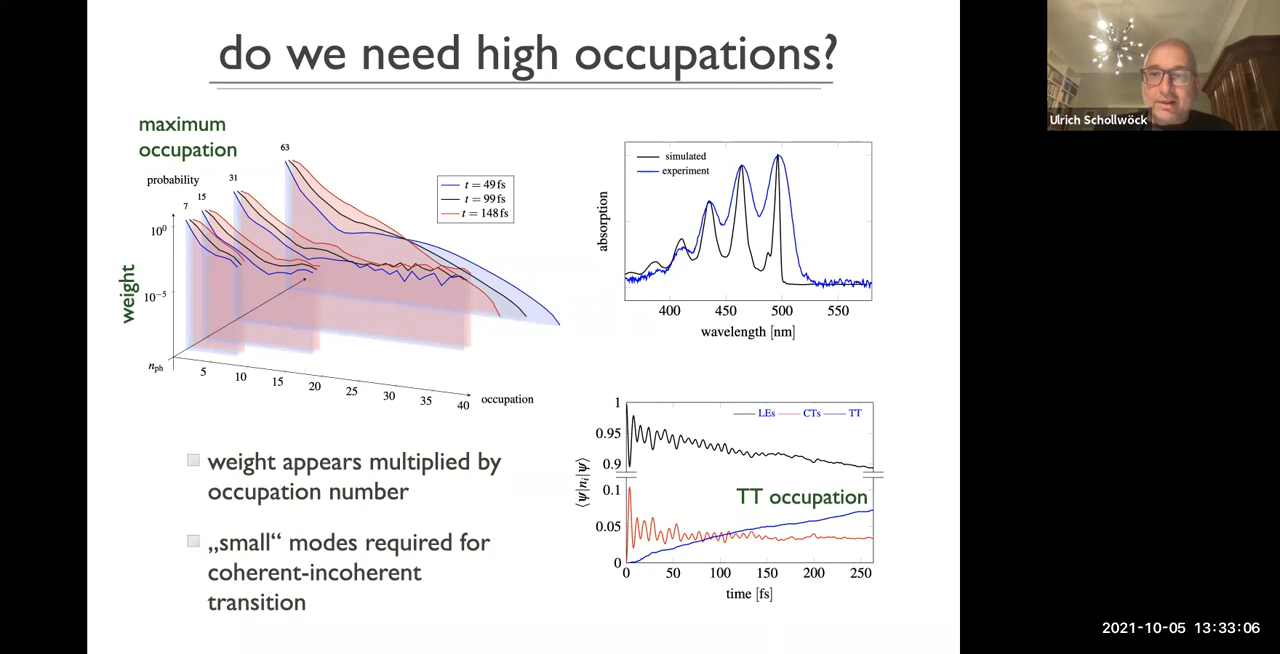 do we need high occupations?
maximum
occupation
probability
7
15
31
63
t = 49 fs
t = 99 fs
t = 148 fs
10⁰
10⁻⁵
weight
nₚₕ
5
10
15
20
25
30
35
40
occupation
simulated
experiment
absorption
400
450
500
550
wavelength [nm]
LEs
CTs
TT
1
0.95
0.9
0.1
0.05
0
⟨ψ|nᵢ|ψ⟩
TT occupation
0
50
100
150
200
250
time [fs]
weight appears multiplied by
occupation number
„small“ modes required for
coherent-incoherent
transition
Ulrich Schollwöck
2021-10-05 13:33:06